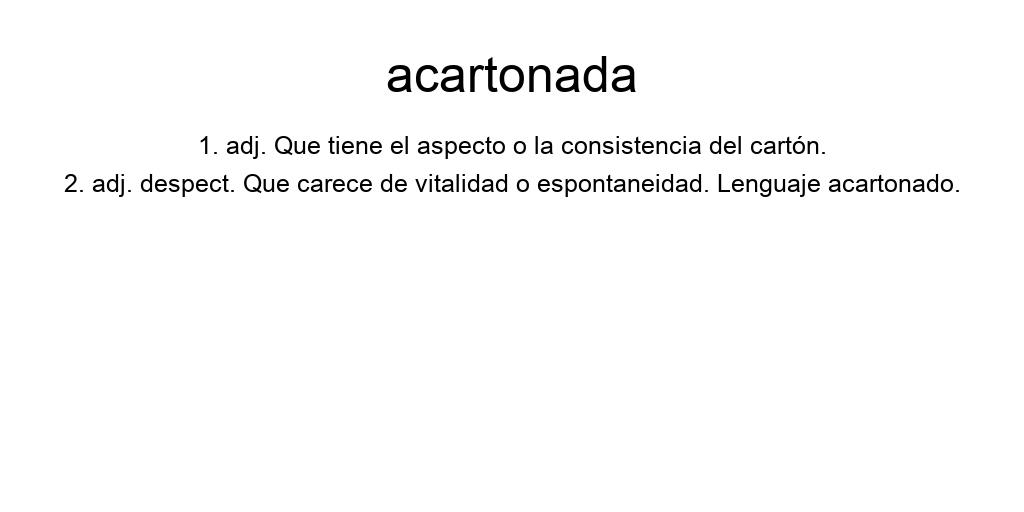 acartonada
1. adj. Que tiene el aspecto o la consistencia del cartón.
2. adj. despect. Que carece de vitalidad o espontaneidad. Lenguaje acartonado.